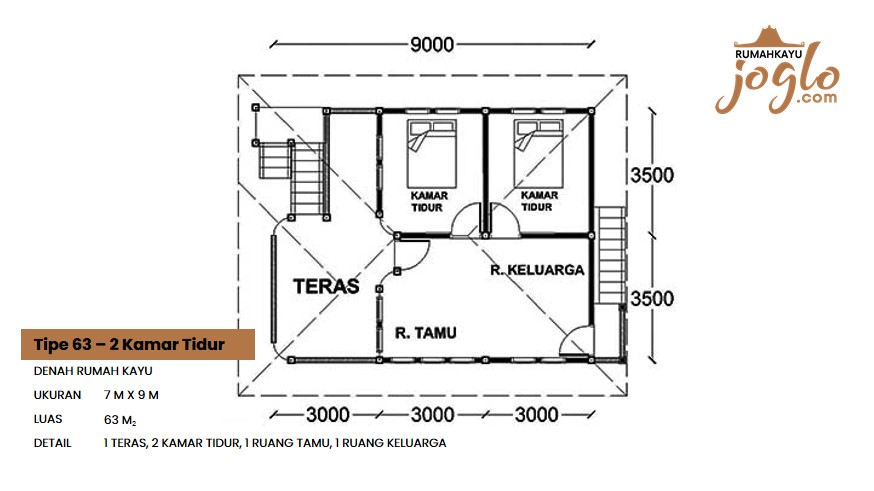 9000
RUMAHKAYU
joglo
.com
KAMAR
TIDUR
KAMAR
TIDUR
3500
R. KELUARGA
TERAS
3500
R. TAMU
Tipe 63 – 2 Kamar Tidur
DENAH RUMAH KAYU
UKURAN 7 M X 9 M
3000 3000 3000
LUAS 63 M₂
DETAIL 1 TERAS, 2 KAMAR TIDUR, 1 RUANG TAMU, 1 RUANG KELUARGA